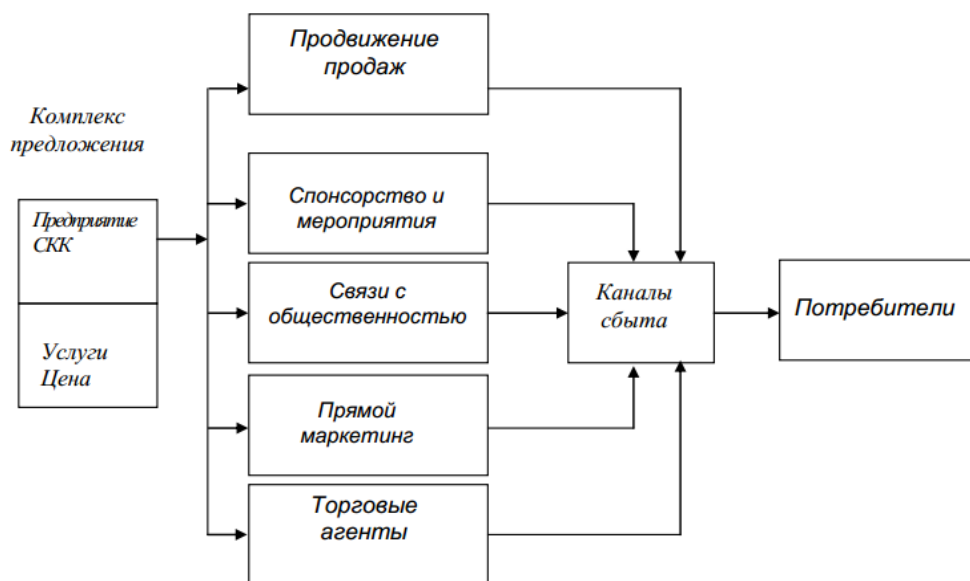 Продвижение
продаж
Комплекс
предложения
Спонсорство и
мероприятия
Предприятие
СКК
Связи с
общественностью
Каналы
сбыта
Потребители
Услуги
Цена
Прямой
маркетинг
Торговые
агенты